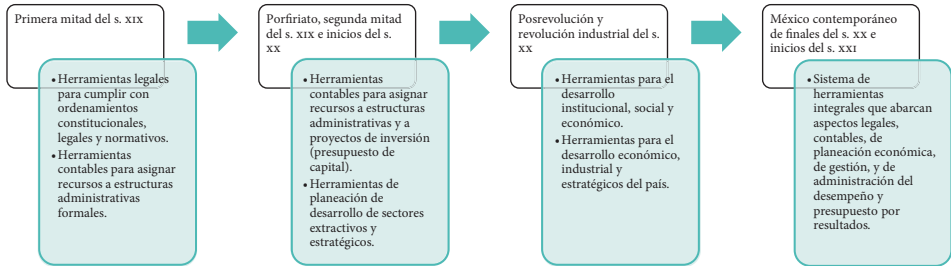 Primera mitad del s. XIX
• Herramientas legales
para cumplir con
ordenamientos
constitucionales,
legales y normativos.
• Herramientas
contables para asignar
recursos a estructuras
administrativas
formales.
Porfiriato, segunda mitad
del s. XIX e inicios del s.
XX
• Herramientas
contables para asignar
recursos a estructuras
administrativas y a
proyectos de inversión
(presupuesto de
capital).
• Herramientas de
planeación de
desarrollo de sectores
extractivos y
estratégicos.
Posrevolución y
revolución industrial del s.
XX
• Herramientas para el
desarrollo
institucional, social y
económico.
• Herramientas para el
desarrollo económico,
industrial y
estratégicos del país.
México contemporáneo
de finales del s. XX e
inicios del s. XXI
• Sistema de
herramientas
integrales que abarcan
aspectos legales,
contables, de
planeación económica,
de gestión, y de
administración del
desempeño y
presupuesto por
resultados.